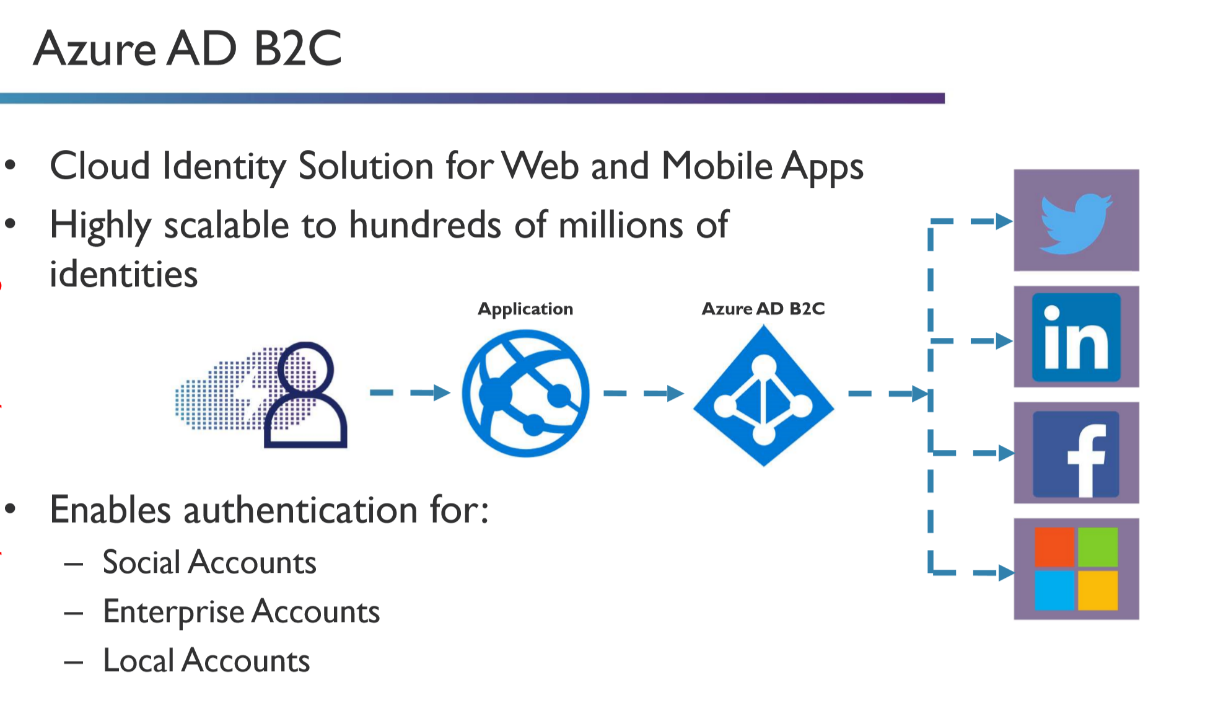 Azure AD B2C
• Cloud Identity Solution for Web and Mobile Apps
• Highly scalable to hundreds of millions of
identities
Application
Azure AD B2C
in
f
• Enables authentication for:
– Social Accounts
– Enterprise Accounts
– Local Accounts